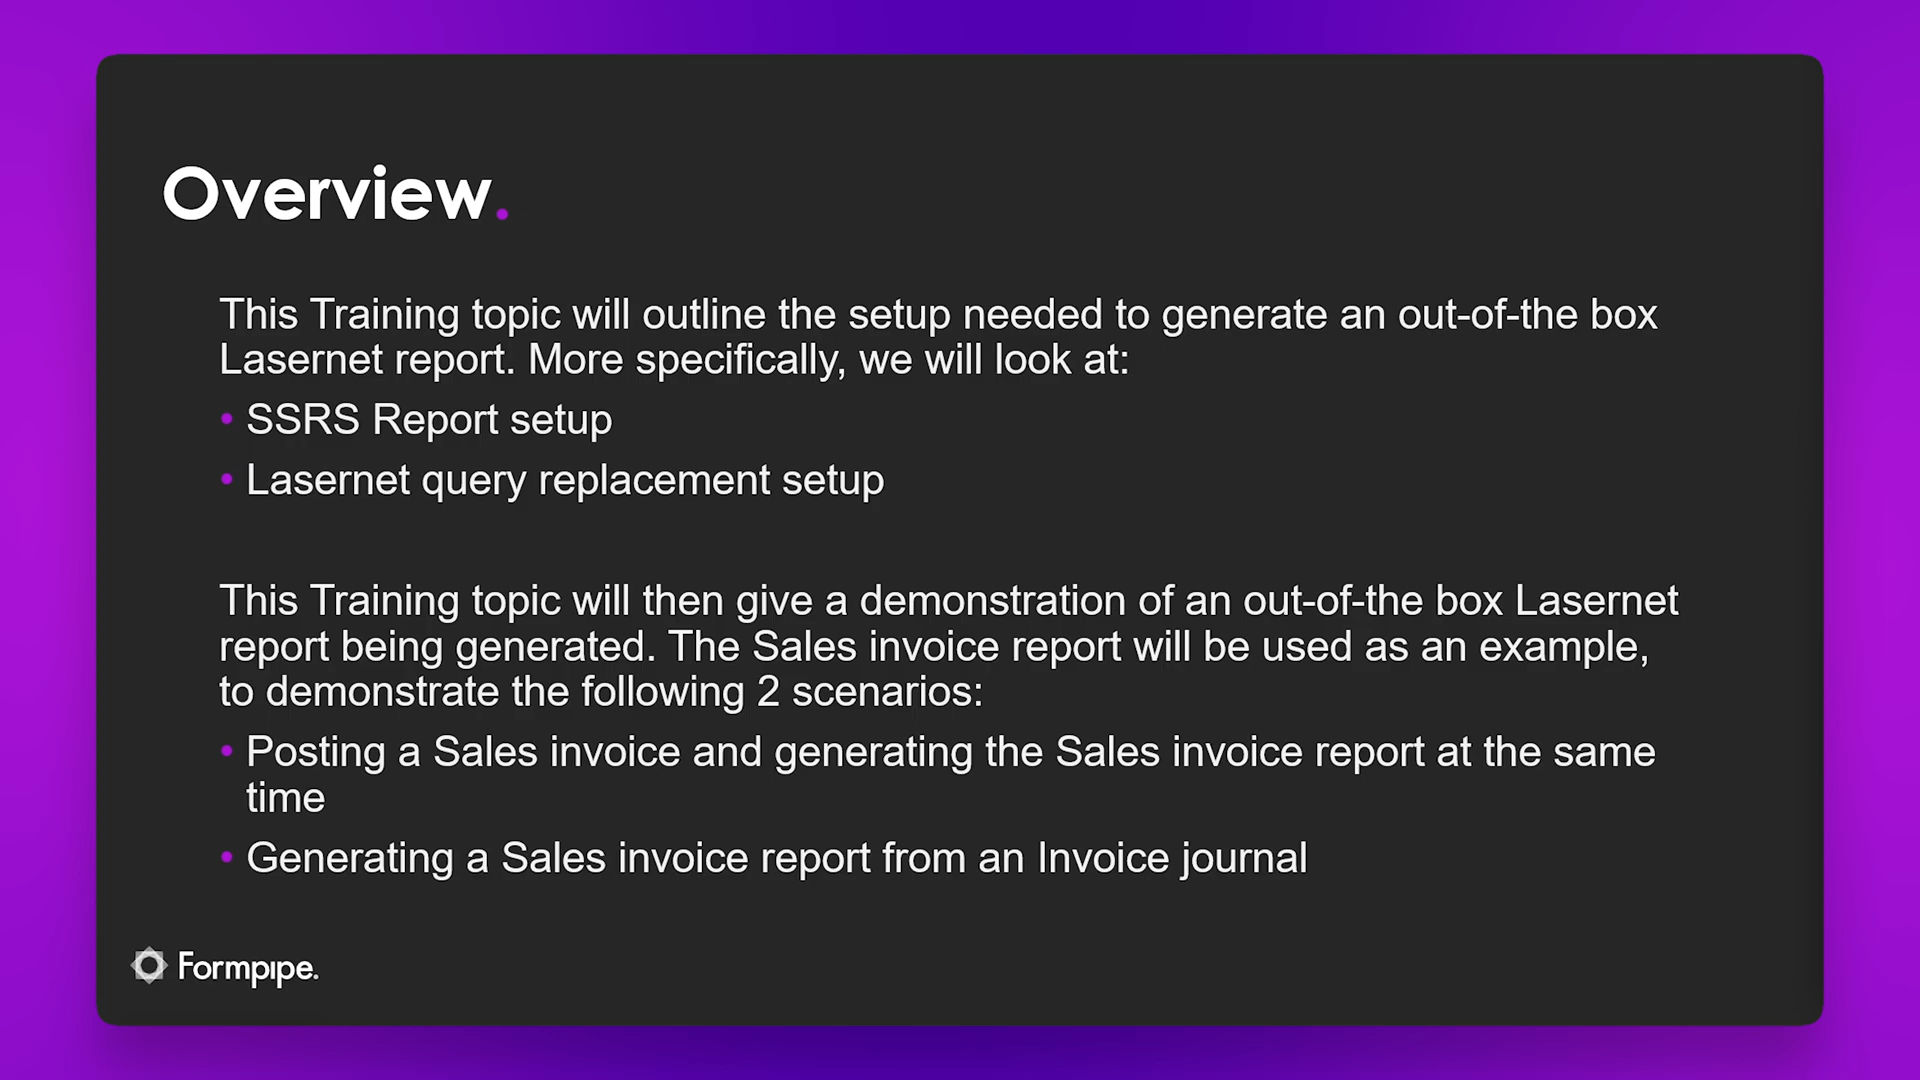 Overview.
This Training topic will outline the setup needed to generate an out-of-the box
Lasernet report. More specifically, we will look at:
• SSRS Report setup
• Lasernet query replacement setup
This Training topic will then give a demonstration of an out-of-the box Lasernet
report being generated. The Sales invoice report will be used as an example,
to demonstrate the following 2 scenarios:
• Posting a Sales invoice and generating the Sales invoice report at the same
time
• Generating a Sales invoice report from an Invoice journal
Formpipe.